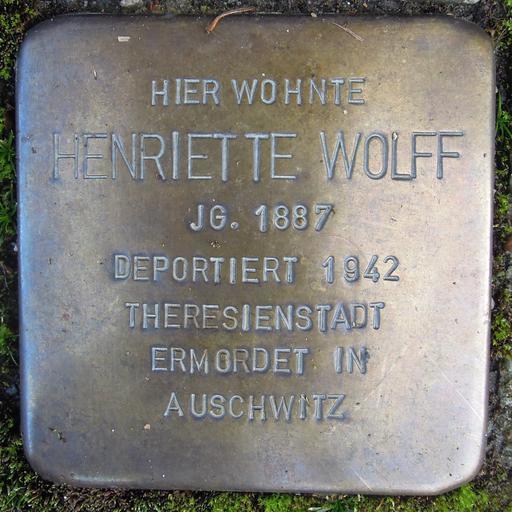 HIER WOHNTE
HENRIETTE WOLFF
JG. 1887
DEPORTIERT 1942
THERESIENSTADT
ERMORDET IN
AUSCHWITZ